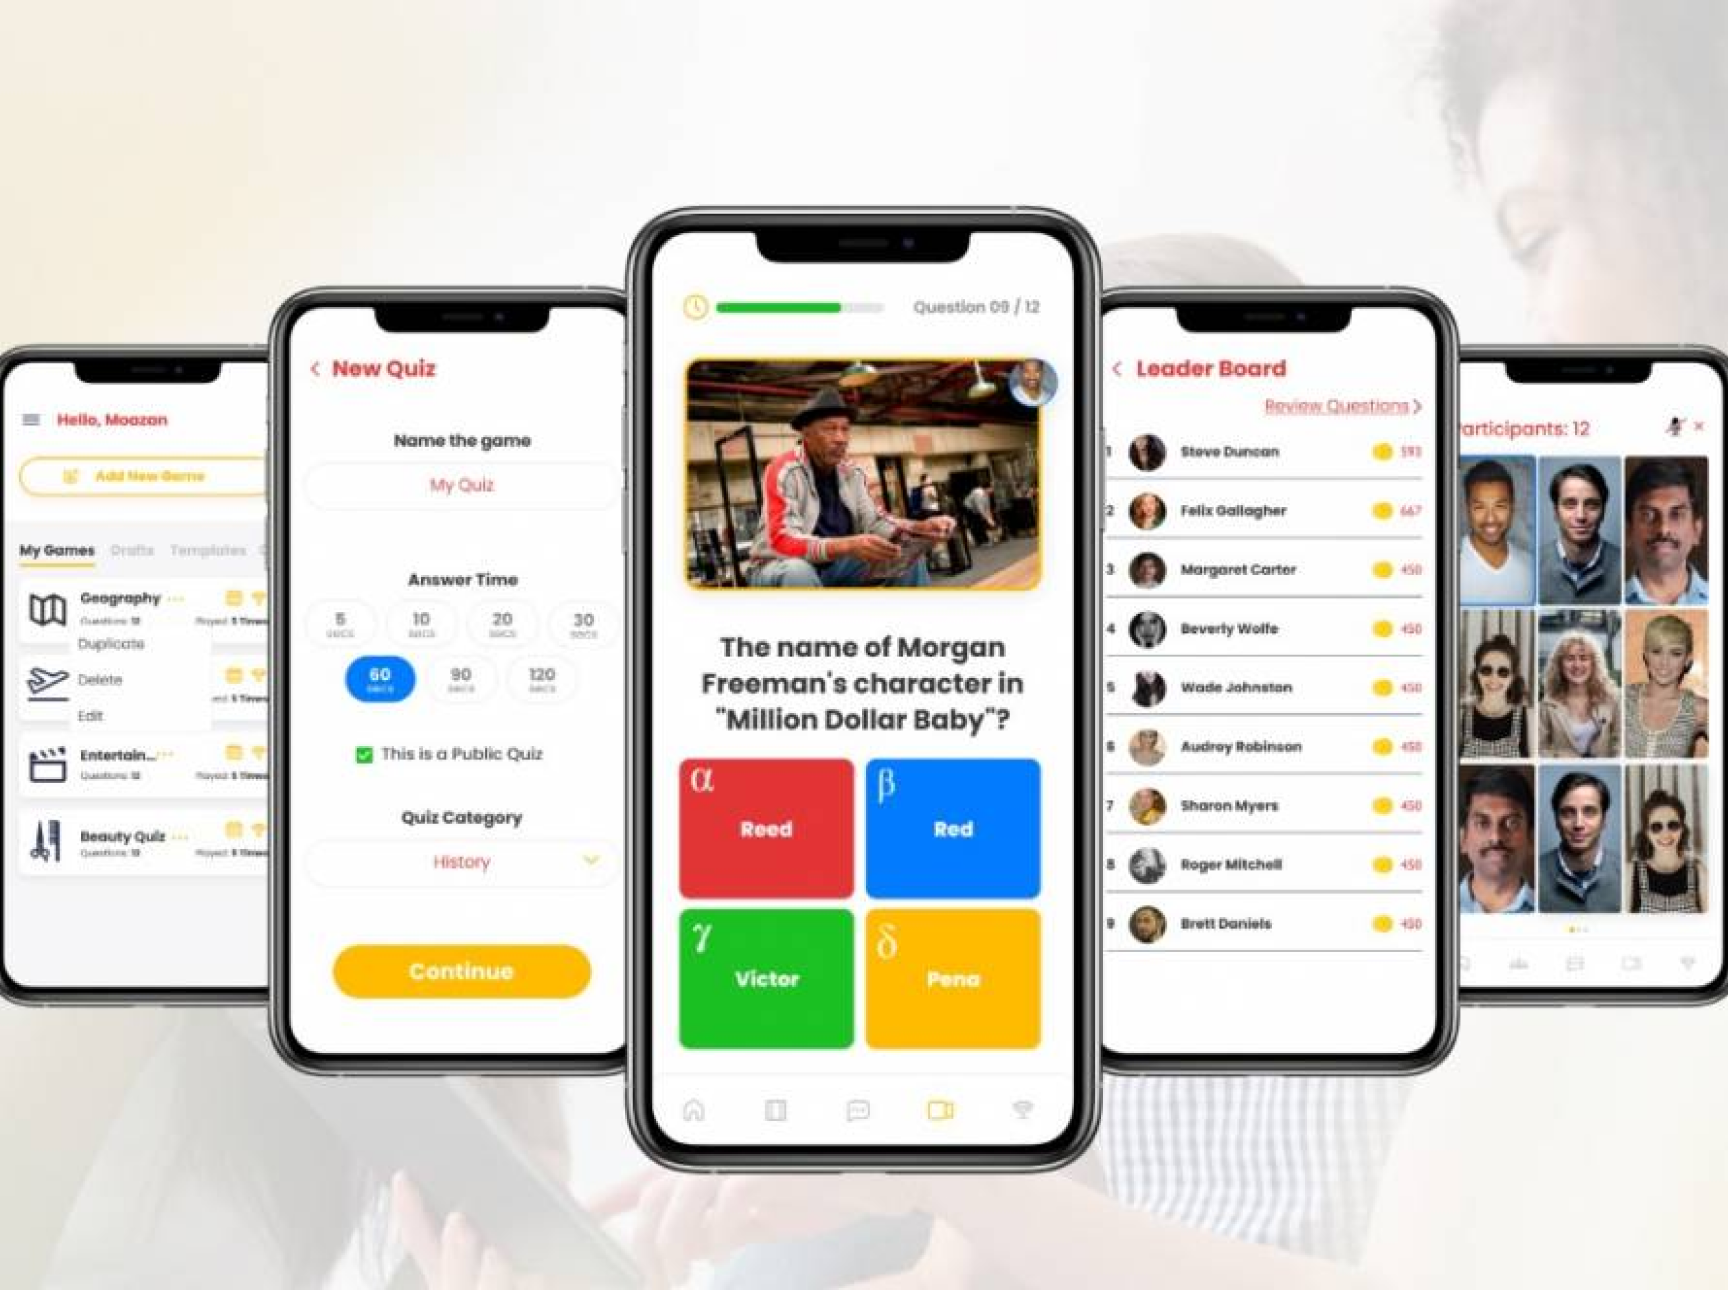 Hello, Moazan
Add New Game
My Games Drafts Templates
Geography ...
Questions: 12 Played: 5 Times
Duplicate
Delete
Edit
Entertain... ...
Questions: 12 Played: 5 Times
Beauty Quiz ...
Questions: 12 Played: 5 Times
< New Quiz
Name the game
My Quiz
Answer Time
5 secs
10 secs
20 secs
30 secs
60 secs
90 secs
120 secs
This is a Public Quiz
Quiz Category
History
Continue
Question 09 / 12
The name of Morgan
Freeman's character in
"Million Dollar Baby"?
α
Reed
β
Red
γ
Victor
δ
Pena
< Leader Board
Review Questions >
1 Steve Duncan 593
2 Felix Gallagher 667
3 Margaret Carter 450
4 Beverly Wolfe 450
5 Wade Johnston 450
6 Audrey Robinson 450
7 Sharon Myers 450
8 Roger Mitchell 450
9 Brett Daniels 450
articipants: 12